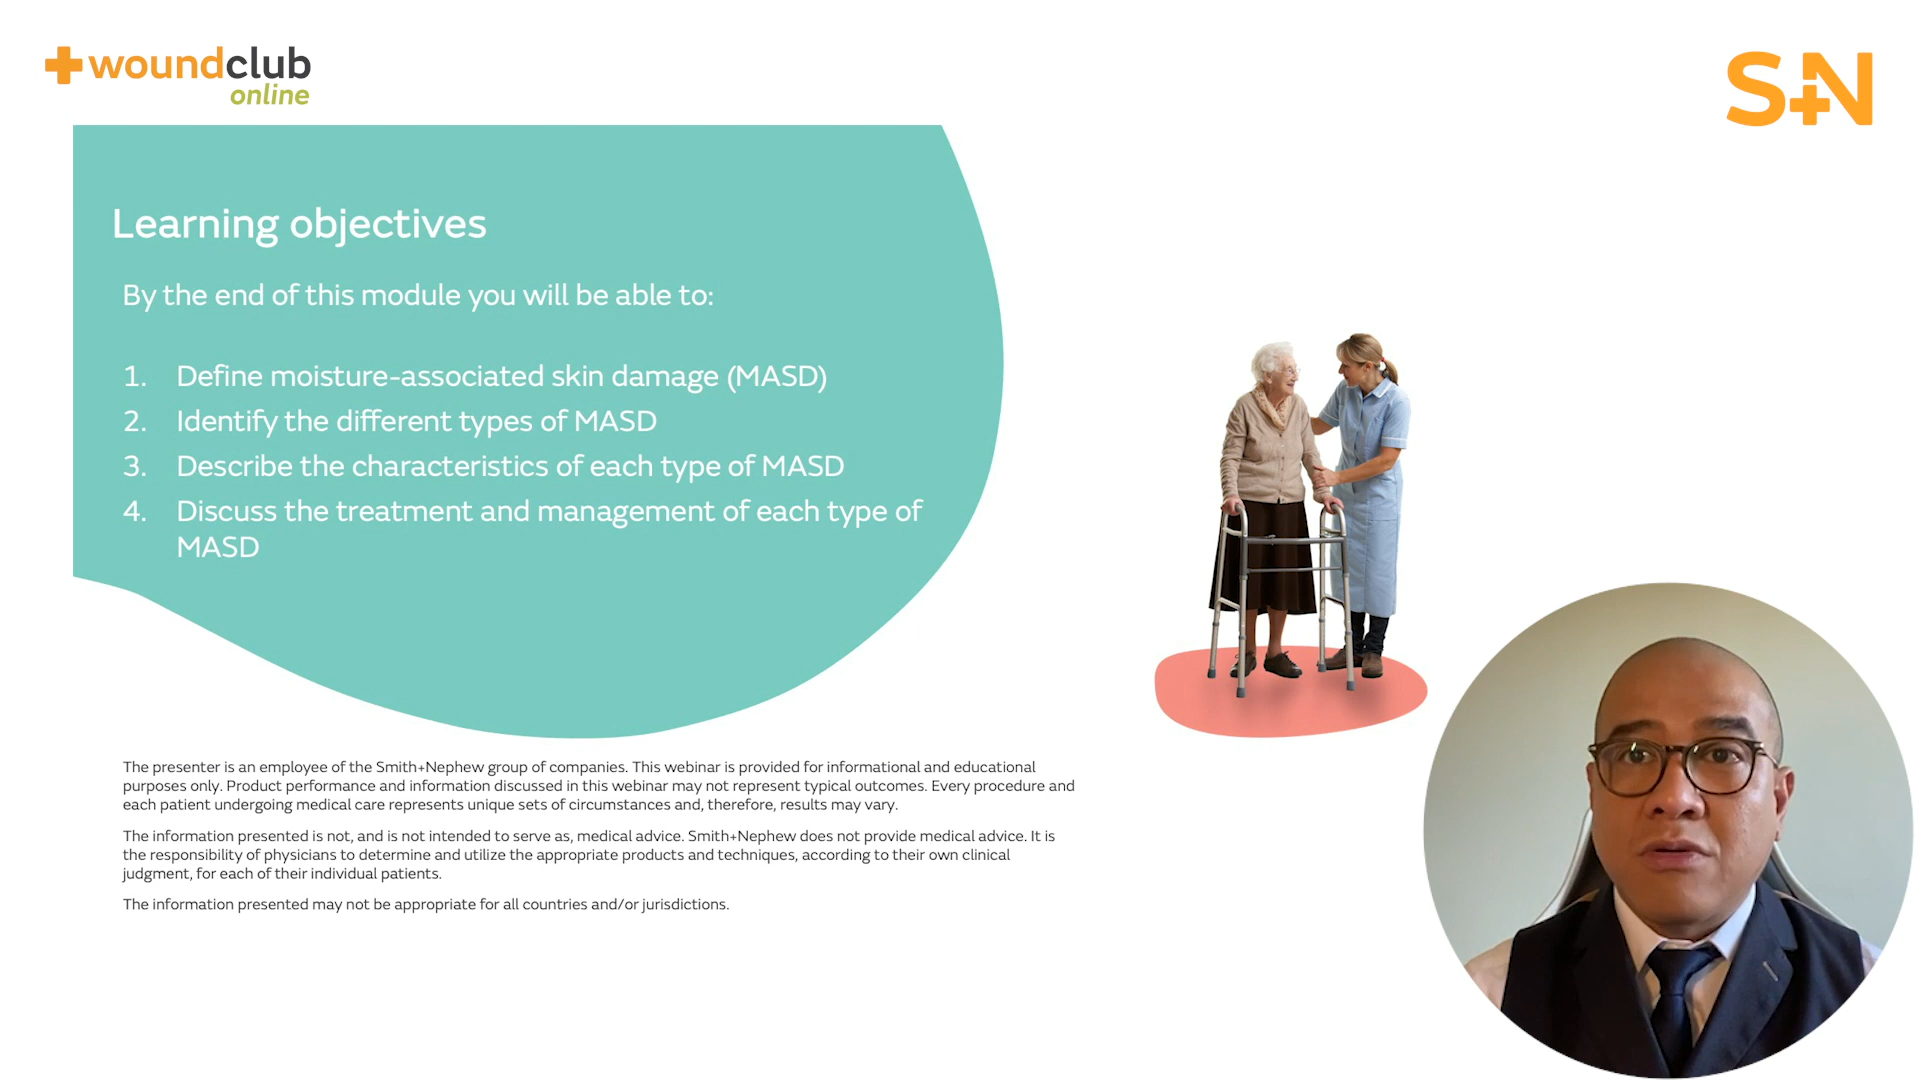 woundclub
online
S+N
Learning objectives
By the end of this module you will be able to:
1. Define moisture-associated skin damage (MASD)
2. Identify the different types of MASD
3. Describe the characteristics of each type of MASD
4. Discuss the treatment and management of each type of
MASD
The presenter is an employee of the Smith+Nephew group of companies. This webinar is provided for informational and educational
purposes only. Product performance and information discussed in this webinar may not represent typical outcomes. Every procedure and
each patient undergoing medical care represents unique sets of circumstances and, therefore, results may vary.
The information presented is not, and is not intended to serve as, medical advice. Smith+Nephew does not provide medical advice. It is
the responsibility of physicians to determine and utilize the appropriate products and techniques, according to their own clinical
judgment, for each of their individual patients.
The information presented may not be appropriate for all countries and/or jurisdictions.